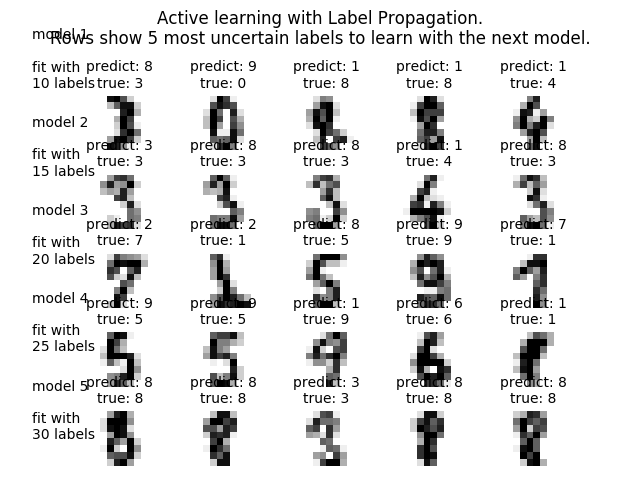 Active learning with Label Propagation.
Rows show 5 most uncertain labels to learn with the next model.
model 1
fit with
10 labels
predict: 8 predict: 9 predict: 1 predict: 1 predict: 1
true: 3 true: 0 true: 8 true: 8 true: 4
model 2
fit with
15 labels
predict: 3 predict: 8 predict: 8 predict: 1 predict: 8
true: 3 true: 3 true: 3 true: 4 true: 3
model 3
fit with
20 labels
predict: 2 predict: 2 predict: 8 predict: 9 predict: 7
true: 7 true: 1 true: 5 true: 9 true: 1
model 4
fit with
25 labels
predict: 9 predict: 9 predict: 1 predict: 6 predict: 1
true: 5 true: 5 true: 9 true: 6 true: 1
model 5
fit with
30 labels
predict: 8 predict: 8 predict: 3 predict: 8 predict: 8
true: 8 true: 8 true: 3 true: 8 true: 8